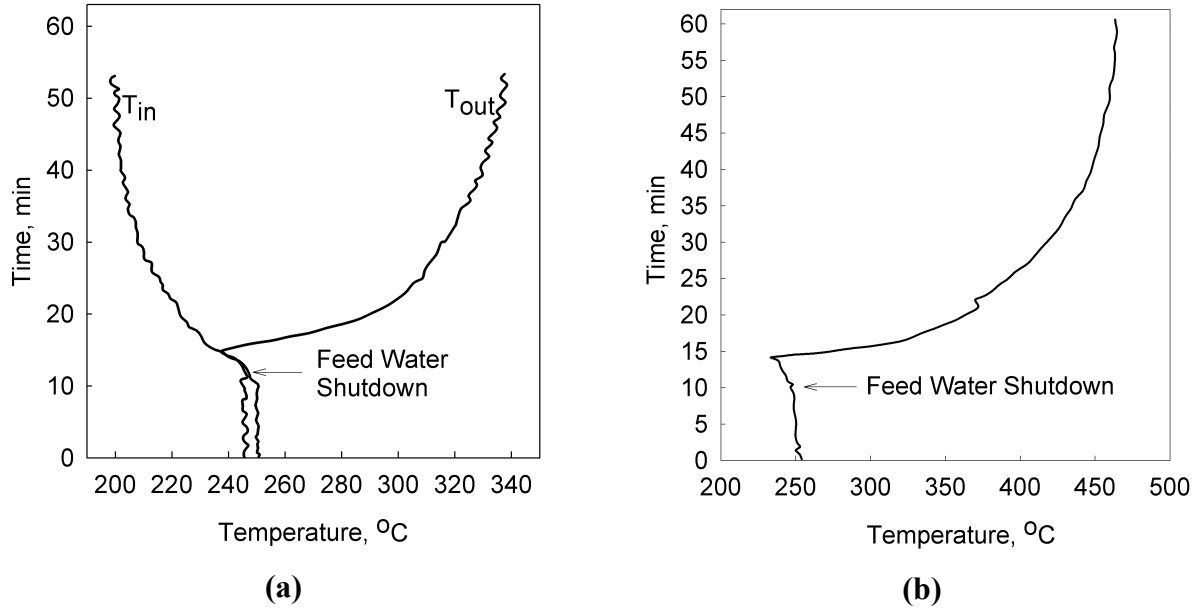 60
50
40
30
20
10
0
Time, min
T_in
T_out
Feed Water
Shutdown
200 220 240 260 280 300 320 340
Temperature, °C
(a)
60
55
50
45
40
35
30
25
20
15
10
5
0
Time, min
Feed Water Shutdown
200 250 300 350 400 450 500
Temperature, °C
(b)